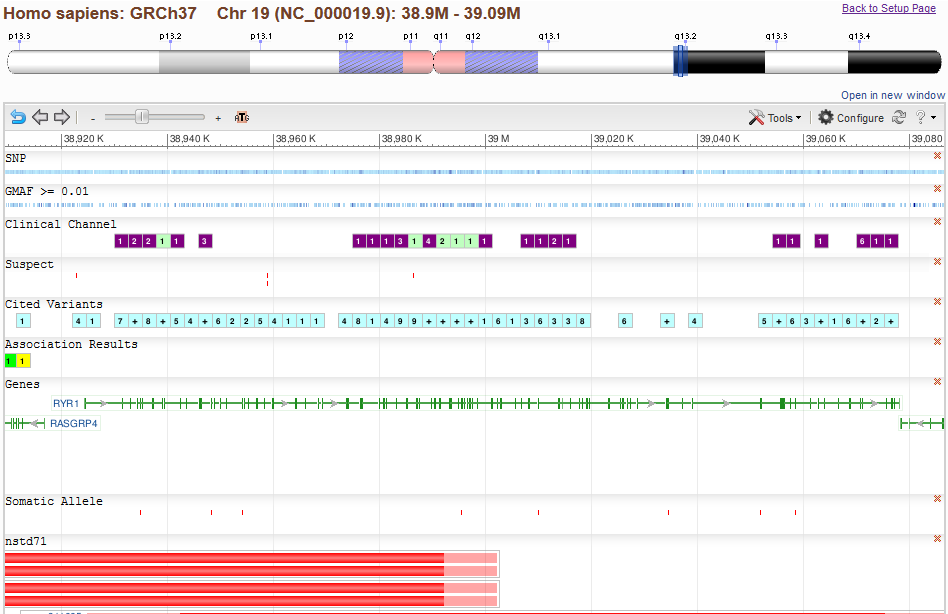 Homo sapiens: GRCh37 Chr 19 (NC_000019.9): 38.9M - 39.09M
Back to Setup Page
p13.3 p13.2 p13.1 p12 p11 q11 q12 q13.1 q13.2 q13.3 q13.4
Open in new window
- + ATG Tools Configure ?
38,920 K 38,940 K 38,960 K 38,980 K 39 M 39,020 K 39,040 K 39,060 K 39,080
SNP
GMAF >= 0.01
Clinical Channel
1 2 2 1 1 3 1 1 1 3 1 4 2 1 1 1 1 1 2 1 1 1 1 6 1 1
Suspect
Cited Variants
1 4 1 7 + 8 + 5 4 + 6 2 2 5 4 1 1 1 4 8 1 4 9 9 + + + + 1 6 1 3 6 3 3 8 6 + 4 5 + 6 3 + 1 6 + 2 +
Association Results
1 1
Genes
RYR1
RASGRP4
Somatic Allele
nstd71